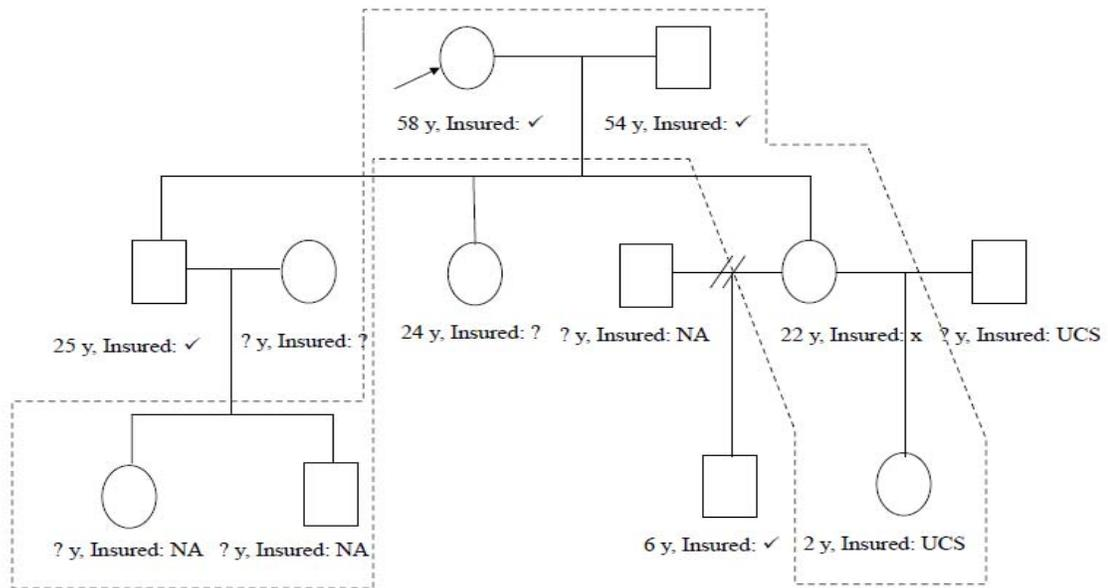 58 y, Insured: ✓
54 y, Insured: ✓
25 y, Insured: ✓
? y, Insured: ?
24 y, Insured: ?
? y, Insured: NA
22 y, Insured: x
? y, Insured: UCS
? y, Insured: NA
? y, Insured: NA
6 y, Insured: ✓
2 y, Insured: UCS